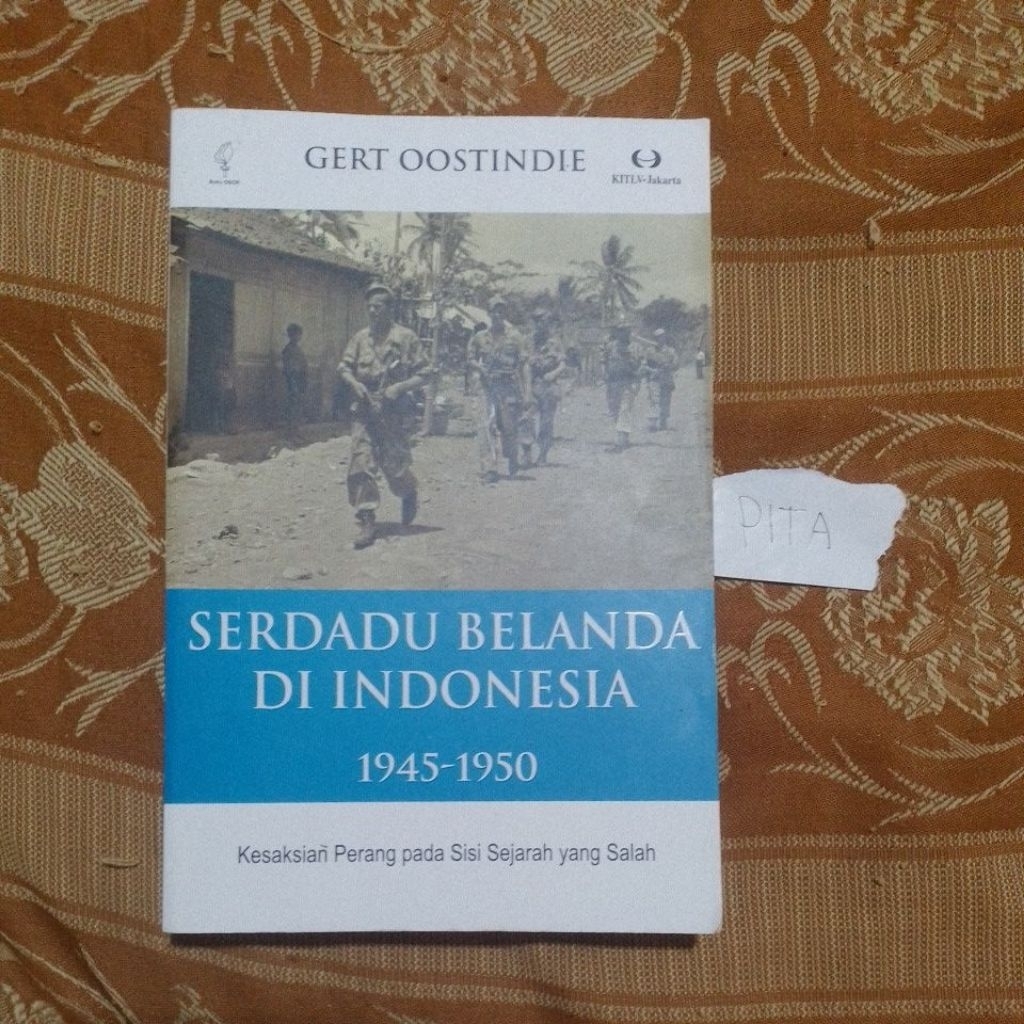 GERT OOSTINDIE
KITLV-Jakarta
PITA
SERDADU BELANDA
DI INDONESIA
1945-1950
Kesaksian Perang pada Sisi Sejarah yang Salah